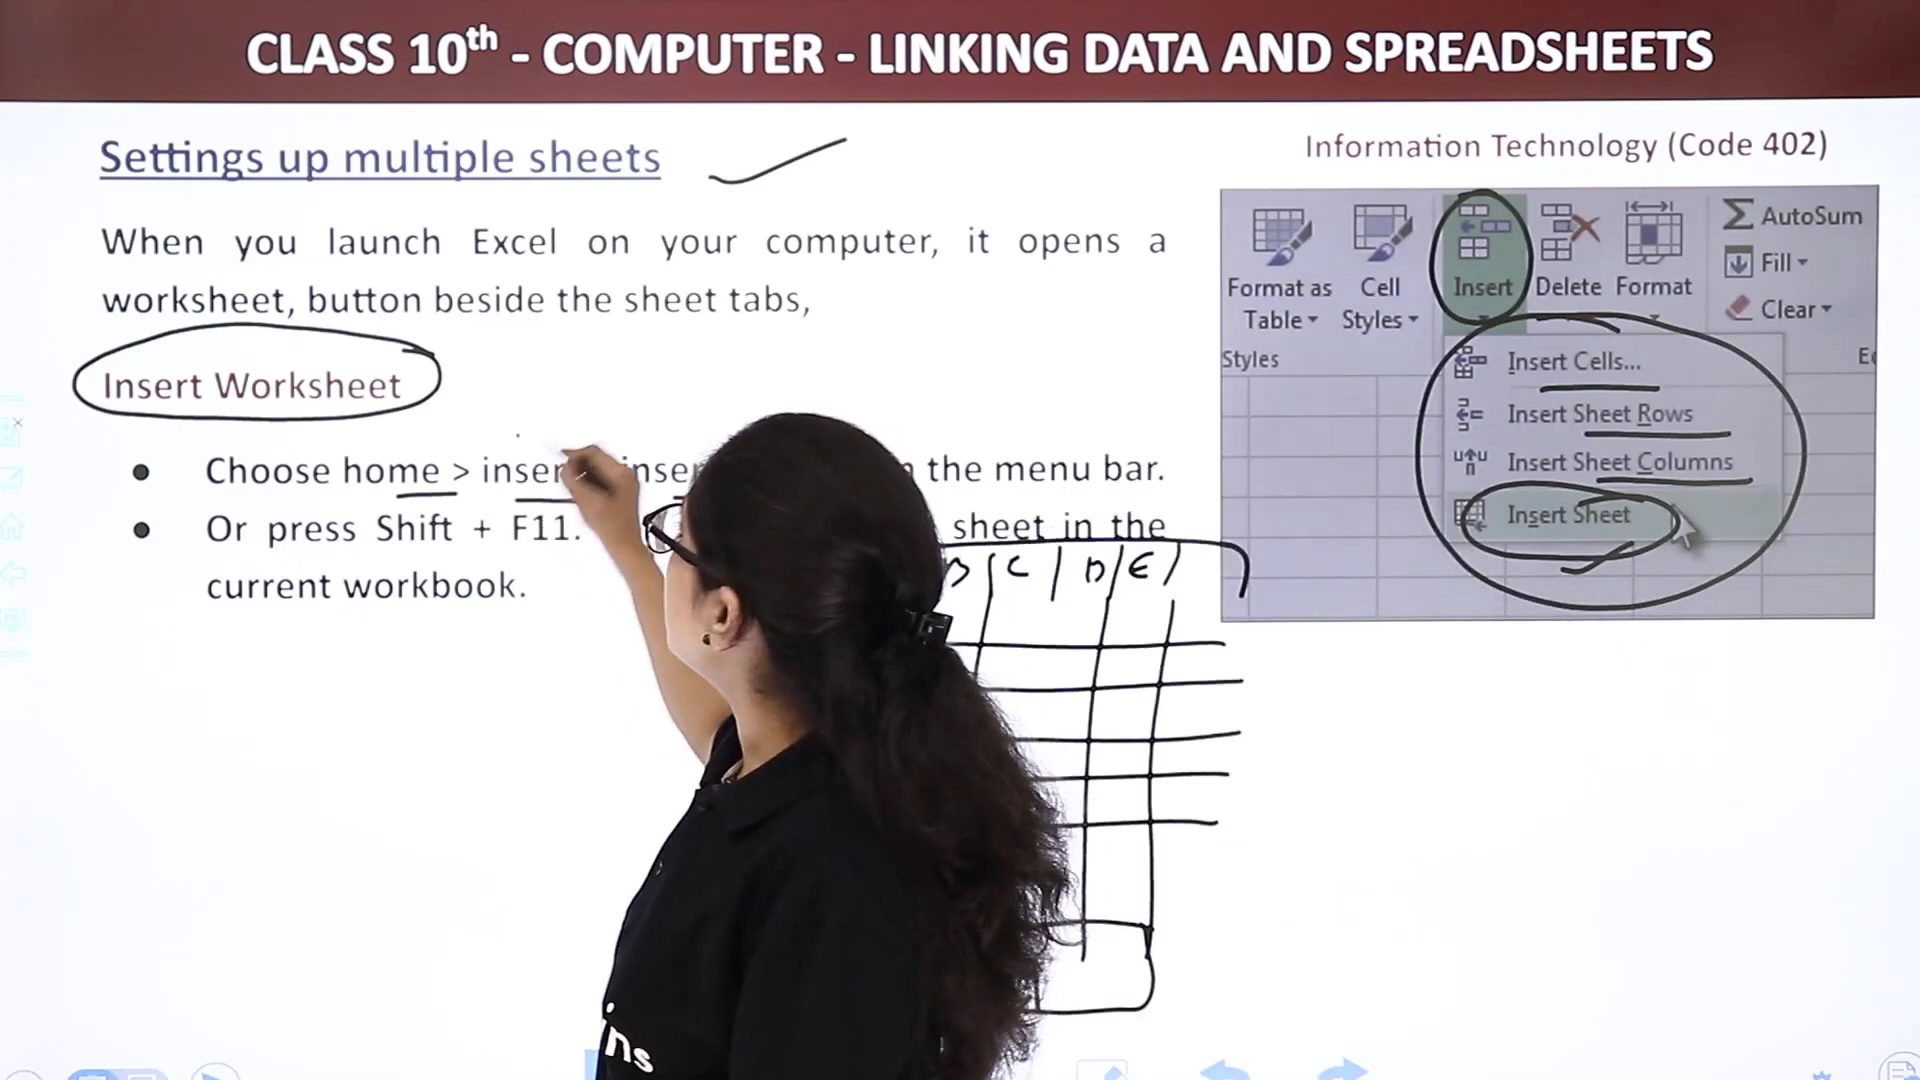 CLASS 10th - COMPUTER - LINKING DATA AND SPREADSHEETS
Settings up multiple sheets
Information Technology (Code 402)
When you launch Excel on your computer, it opens a
worksheet, button beside the sheet tabs,
Insert Worksheet
Choose home > the menu bar.
Or press Shift + F11. sheet in the
current workbook.
C D E
Format as Table
Cell Styles
Insert
Delete
Format
AutoSum
Fill
Clear
Styles
Insert Cells...
Insert Sheet Rows
Insert Sheet Columns
Insert Sheet